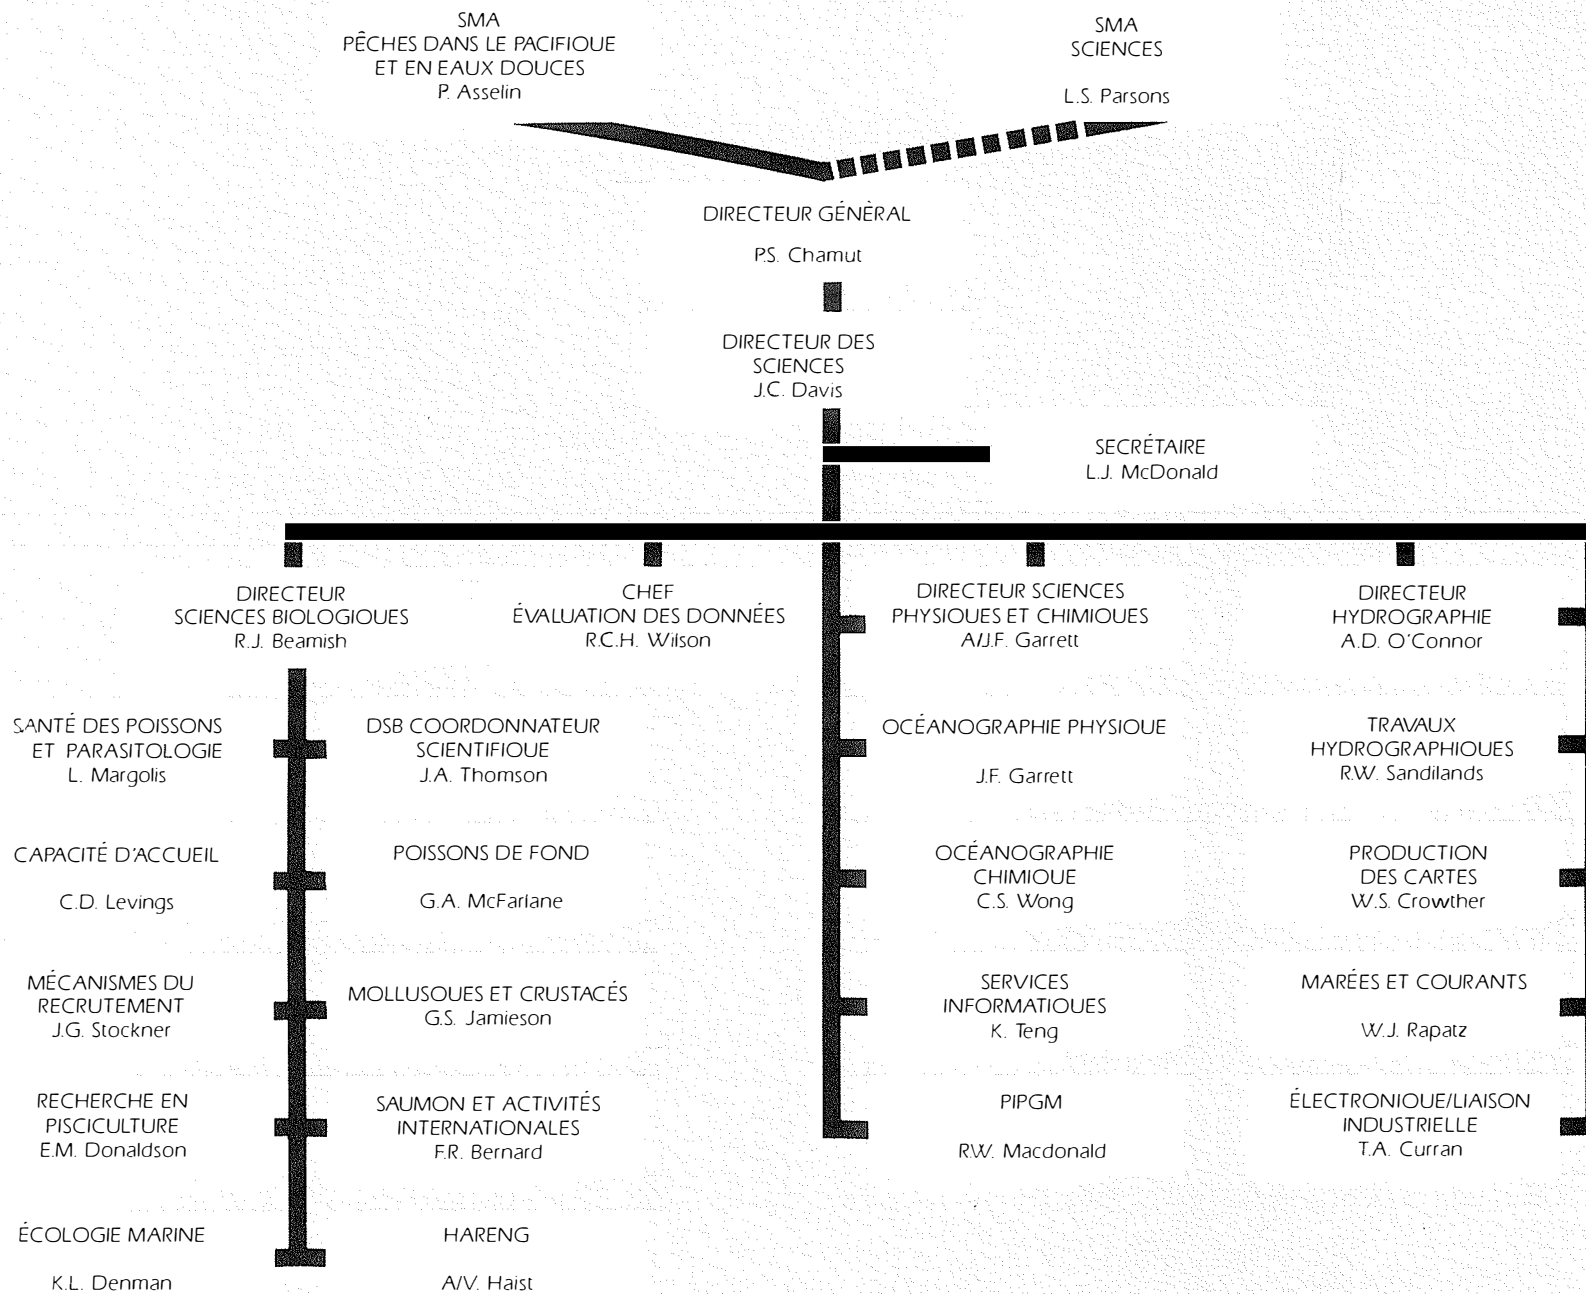 SMA
PÊCHES DANS LE PACIFIQUE
ET EN EAUX DOUCES
P. Asselin
SMA
SCIENCES
L.S. Parsons
DIRECTEUR GÉNÈRAL
P.S. Chamut
DIRECTEUR DES
SCIENCES
J.C. Davis
SECRÉTAIRE
L.J. McDonald
DIRECTEUR
SCIENCES BIOLOGIQUES
R.J. Beamish
CHEF
ÉVALUATION DES DONNÉES
R.C.H. Wilson
DIRECTEUR SCIENCES
PHYSIQUES ET CHIMIQUES
A/J.F. Garrett
DIRECTEUR
HYDROGRAPHIE
A.D. O'Connor
SANTÉ DES POISSONS
ET PARASITOLOGIE
L. Margolis
DSB COORDONNATEUR
SCIENTIFIQUE
J.A. Thomson
OCÉANOGRAPHIE PHYSIQUE
J.F. Garrett
TRAVAUX
HYDROGRAPHIQUES
R.W. Sandilands
CAPACITÉ D'ACCUEIL
C.D. Levings
POISSONS DE FOND
G.A. McFarlane
OCÉANOGRAPHIE
CHIMIQUE
C.S. Wong
PRODUCTION
DES CARTES
W.S. Crowther
MÉCANISMES DU
RECRUTEMENT
J.G. Stockner
MOLLUSQUES ET CRUSTACÉS
G.S. Jamieson
SERVICES
INFORMATIQUES
K. Teng
MARÉES ET COURANTS
W.J. Rapatz
RECHERCHE EN
PISCICULTURE
E.M. Donaldson
SAUMON ET ACTIVITÉS
INTERNATIONALES
F.R. Bernard
PIPGM
R.W. Macdonald
ÉLECTRONIQUE/LIAISON
INDUSTRIELLE
T.A. Curran
ÉCOLOGIE MARINE
K.L. Denman
HARENG
A/V. Haist